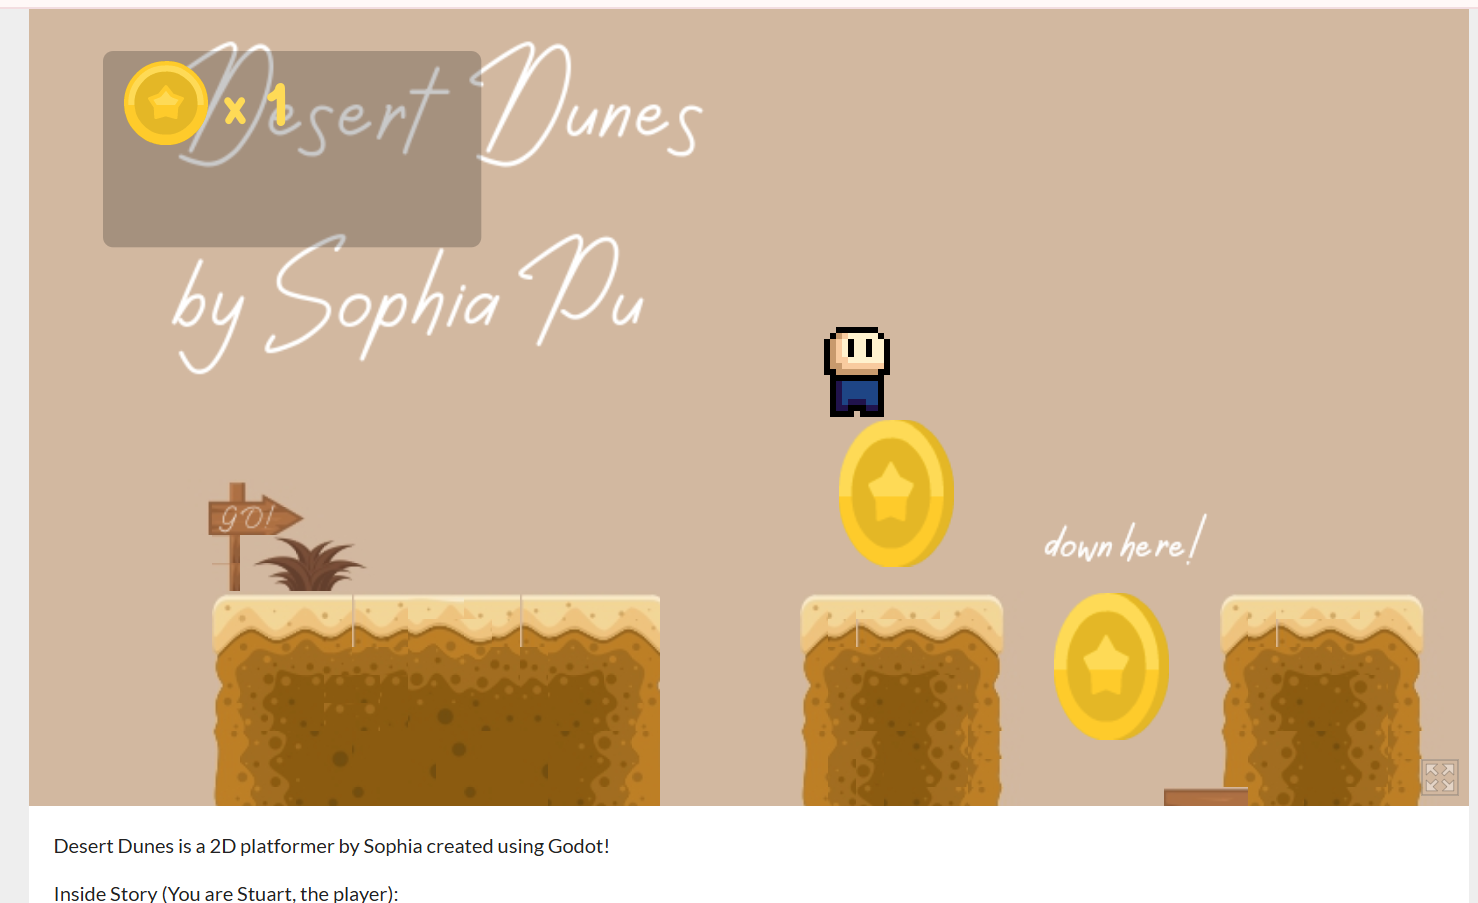 Desert Dunes
x 1
by Sophia Pu
GO!
down here!
Desert Dunes is a 2D platformer by Sophia created using Godot!
Inside Story (You are Stuart, the player):